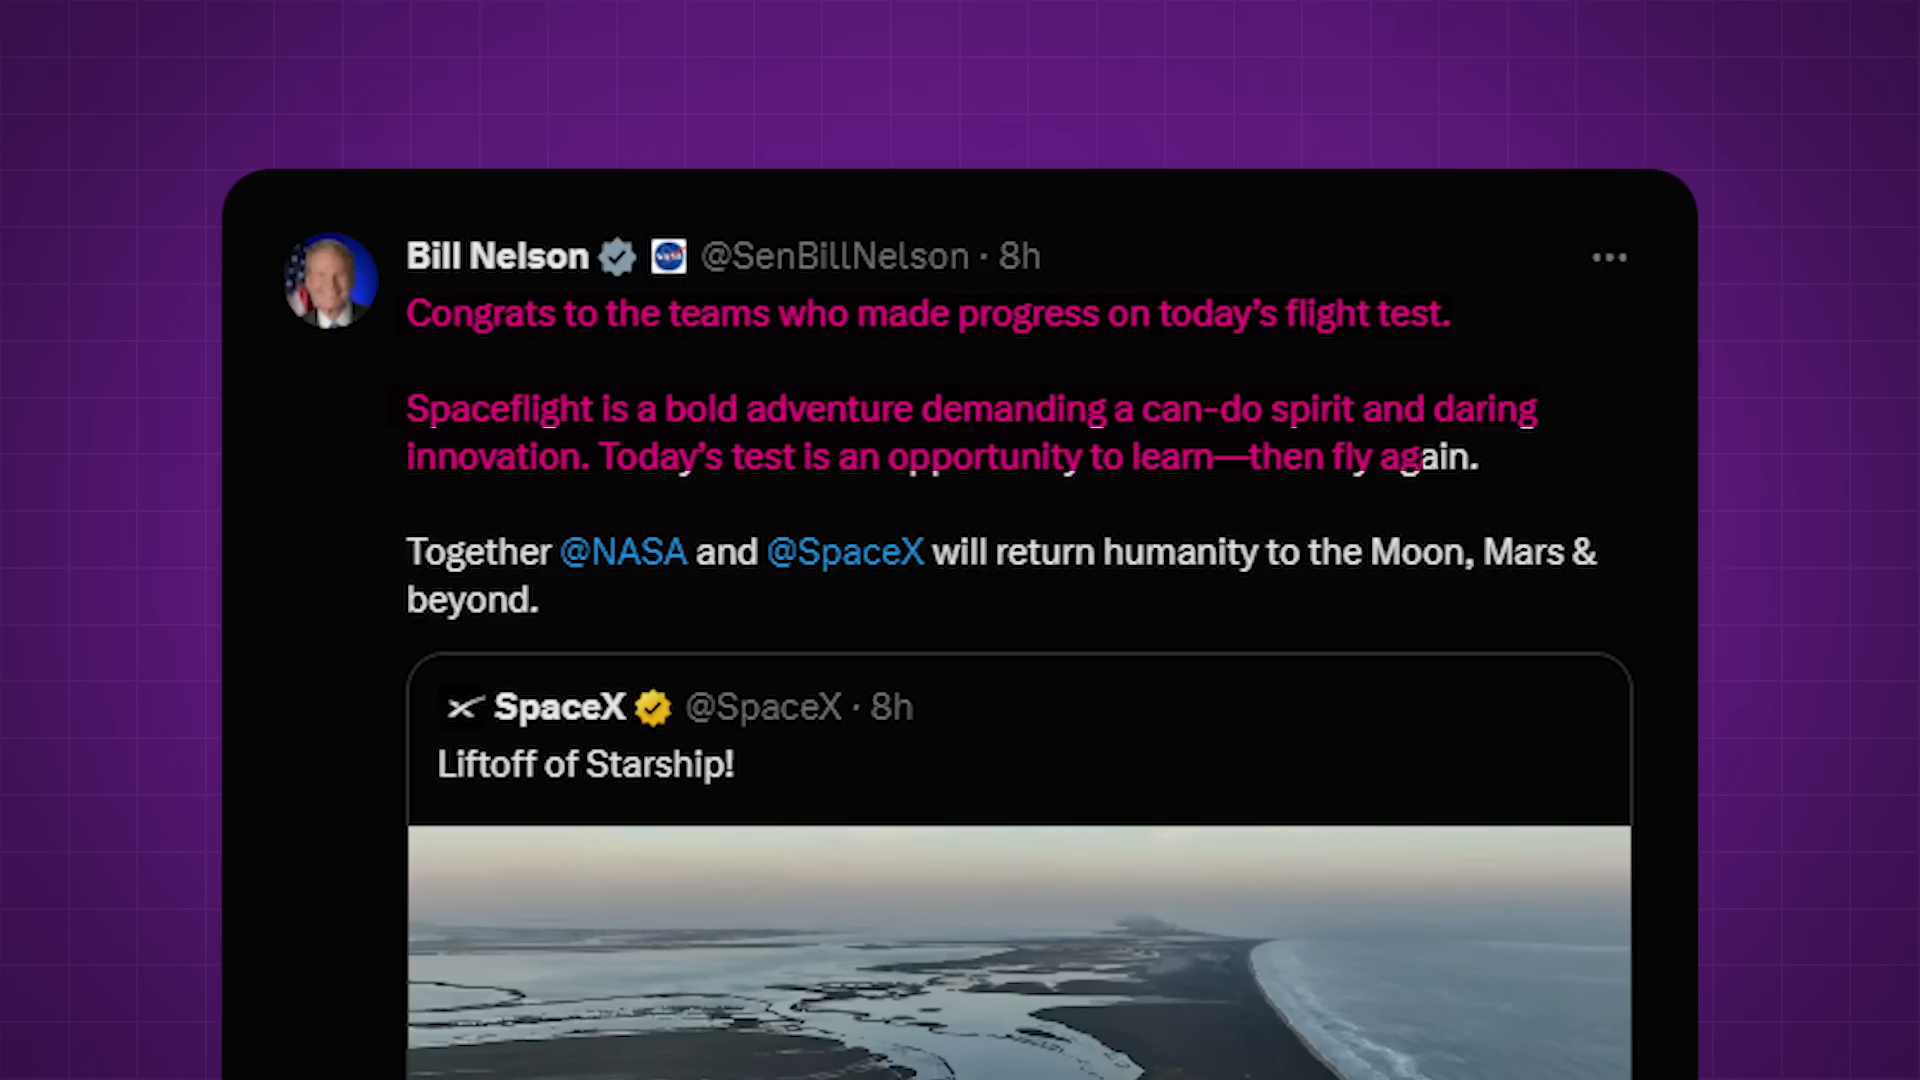 Bill Nelson @SenBillNelson · 8h
Congrats to the teams who made progress on today’s flight test.
Spaceflight is a bold adventure demanding a can-do spirit and daring
innovation. Today’s test is an opportunity to learn—then fly again.
Together @NASA and @SpaceX will return humanity to the Moon, Mars &
beyond.
SpaceX @SpaceX · 8h
Liftoff of Starship!